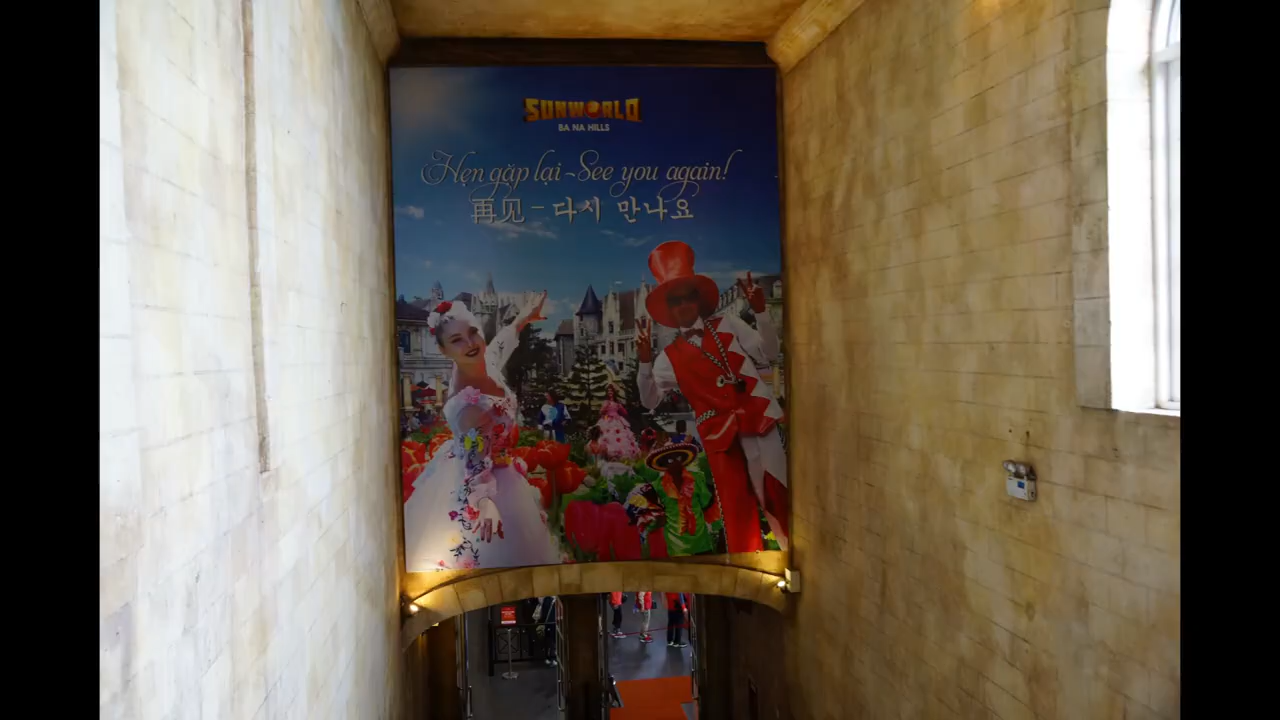 SUNWORLD
BA NA HILLS
Hẹn gặp lại ~ See you again!
再见 - 다시 만나요